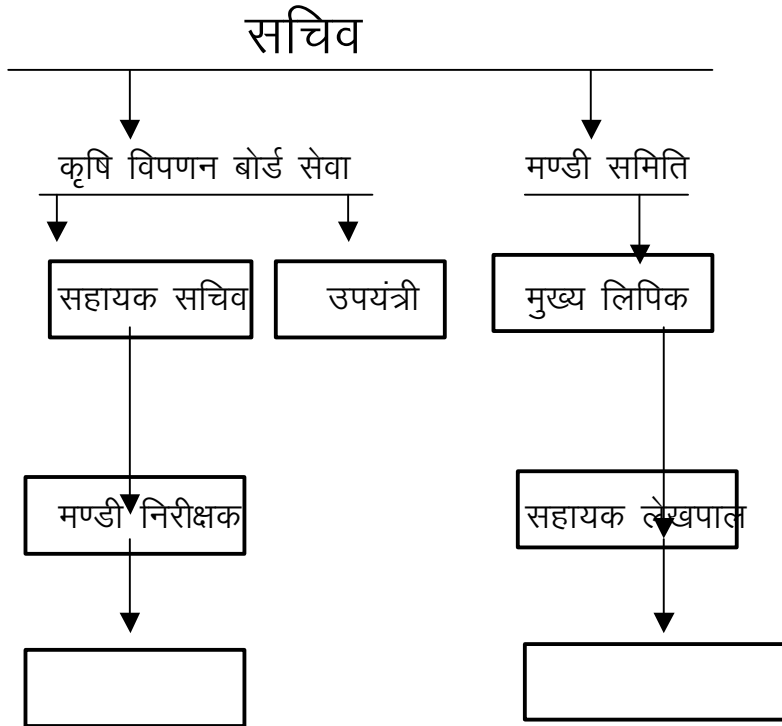 सचिव
कृषि विपणन बोर्ड सेवा
मण्डी समिति
सहायक सचिव
उपयंत्री
मुख्य लिपिक
मण्डी निरीक्षक
सहायक लेखपाल